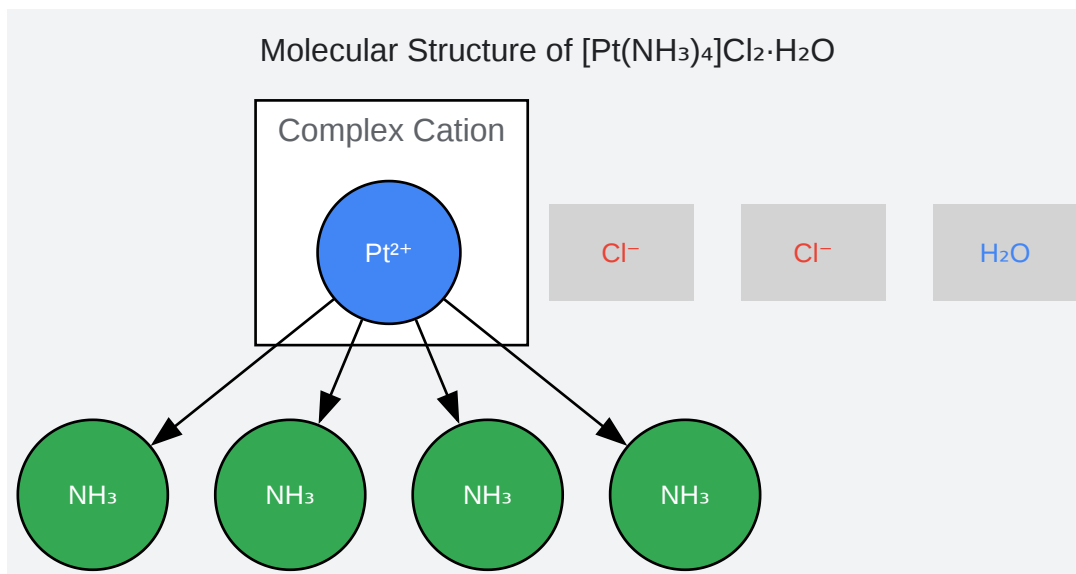 Molecular Structure of [Pt(NH₃)₄]Cl₂·H₂O
Complex Cation
Pt²⁺
Cl⁻
Cl⁻
H₂O
NH₃
NH₃
NH₃
NH₃